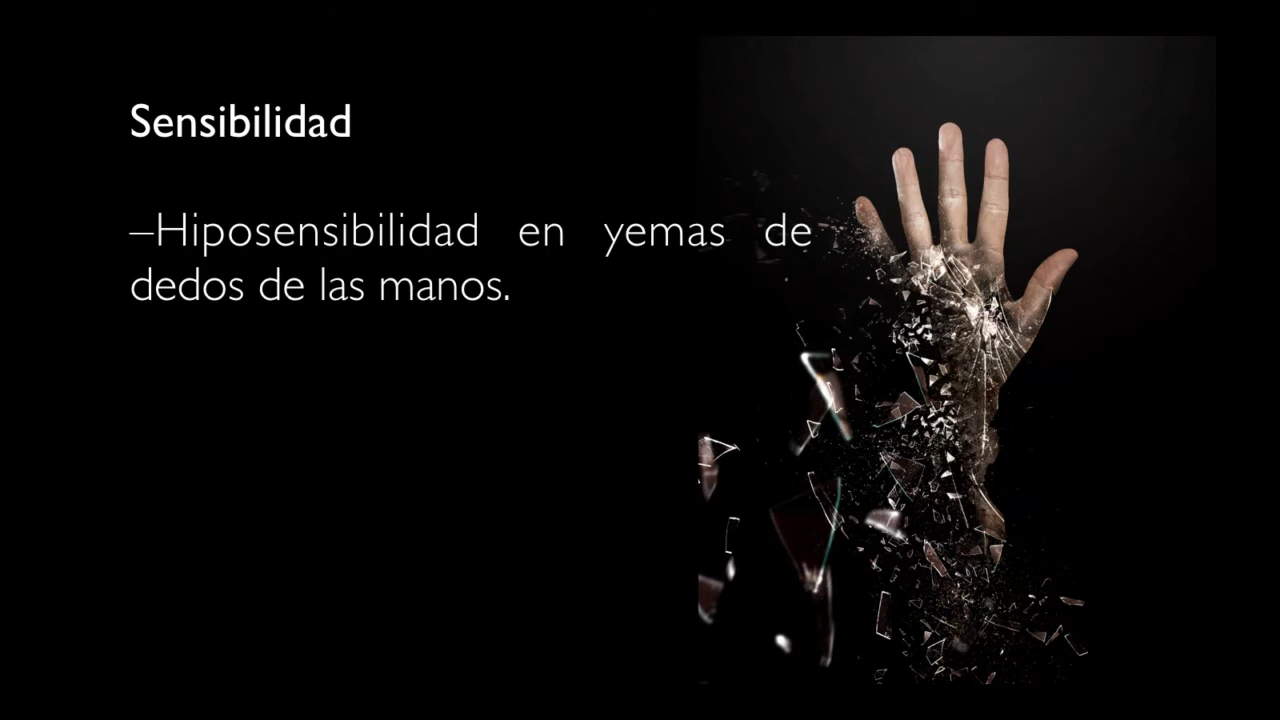 Sensibilidad
–Hiposensibilidad en yemas de
dedos de las manos.